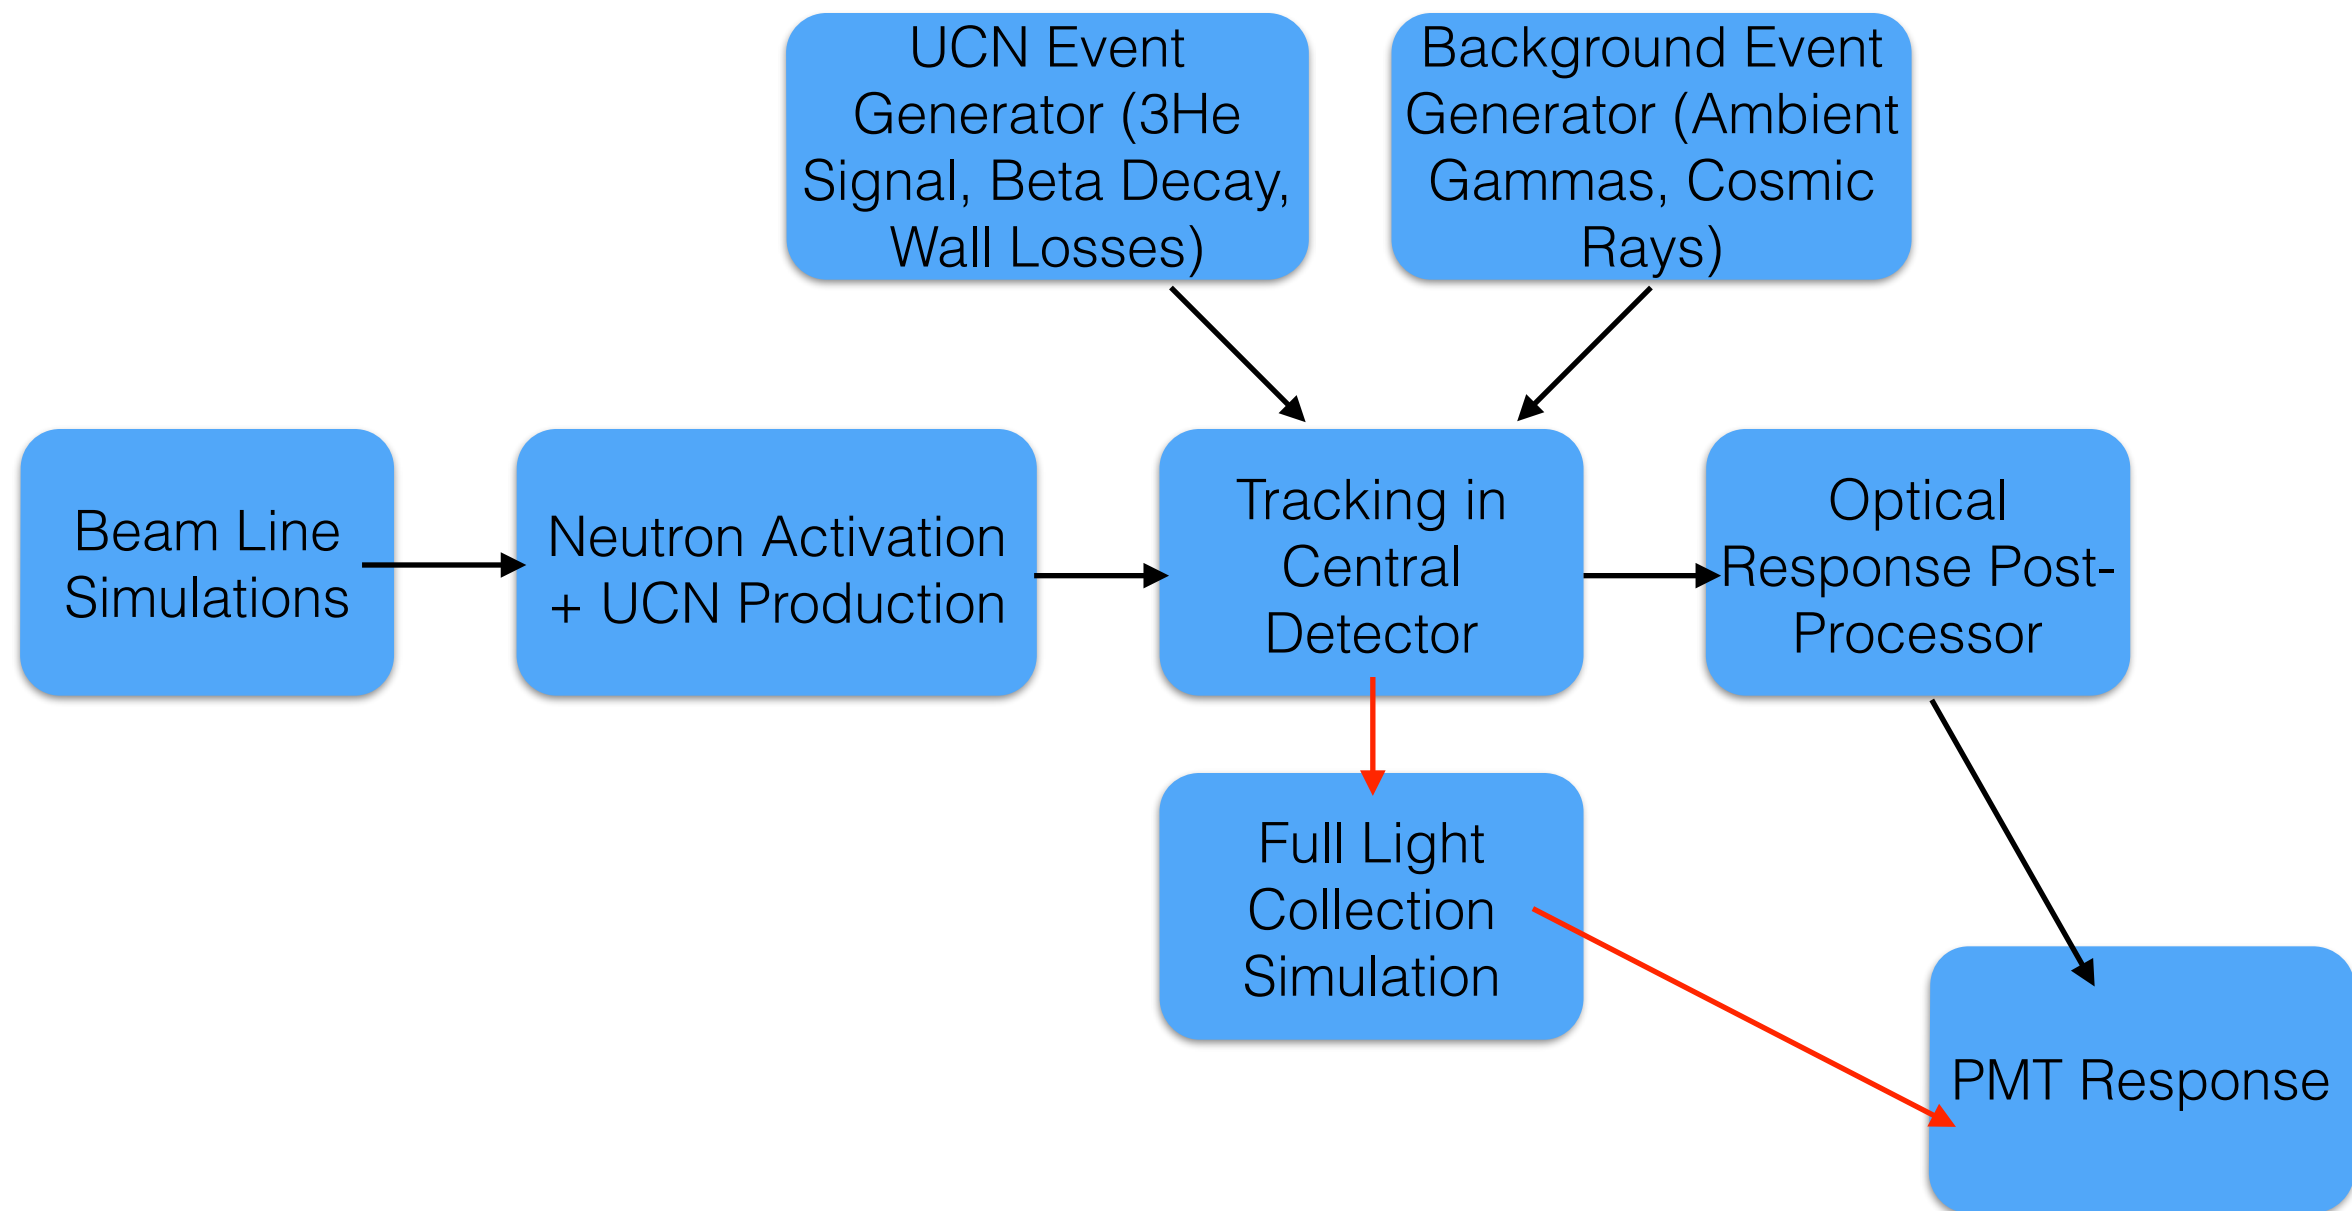 UCN Event
Generator (3He
Signal, Beta Decay,
Wall Losses)
Background Event
Generator (Ambient
Gammas, Cosmic
Rays)
Beam Line
Simulations
Neutron Activation
+ UCN Production
Tracking in
Central
Detector
Optical
Response Post-
Processor
Full Light
Collection
Simulation
PMT Response